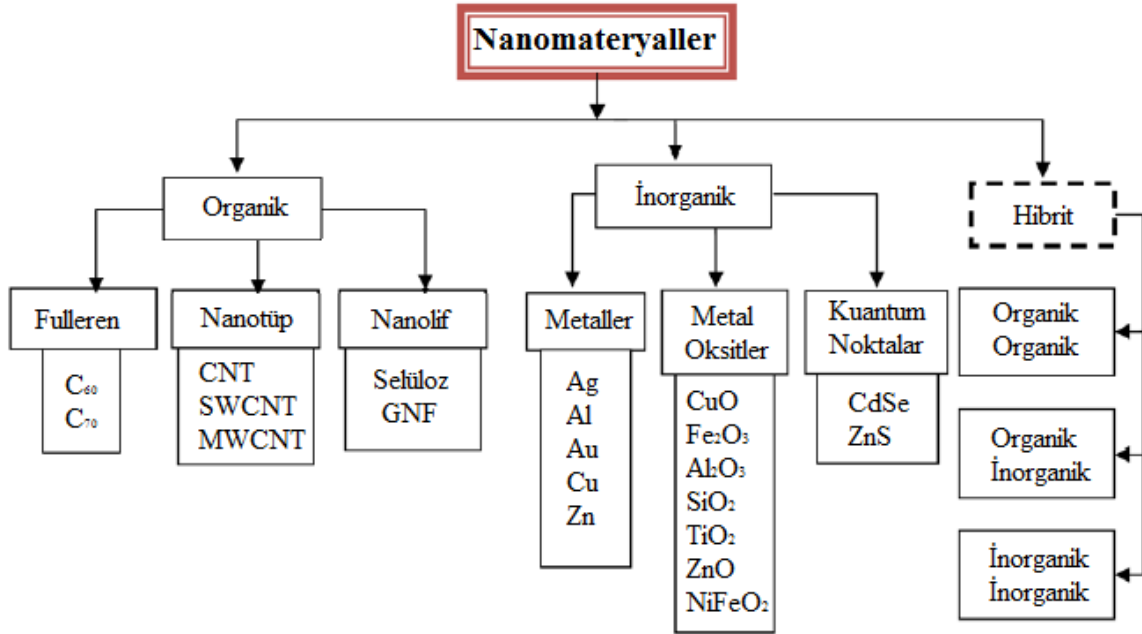 Nanomateryaller
Organik
İnorganik
Hibrit
Fulleren
C₆₀
C₇₀
Nanotüp
CNT
SWCNT
MWCNT
Nanolif
Selüloz
GNF
Metaller
Ag
Al
Au
Cu
Zn
Metal
Oksitler
CuO
Fe₂O₃
Al₂O₃
SiO₂
TiO₂
ZnO
NiFeO₂
Kuantum
Noktalar
CdSe
ZnS
Organik
Organik
Organik
İnorganik
İnorganik
İnorganik